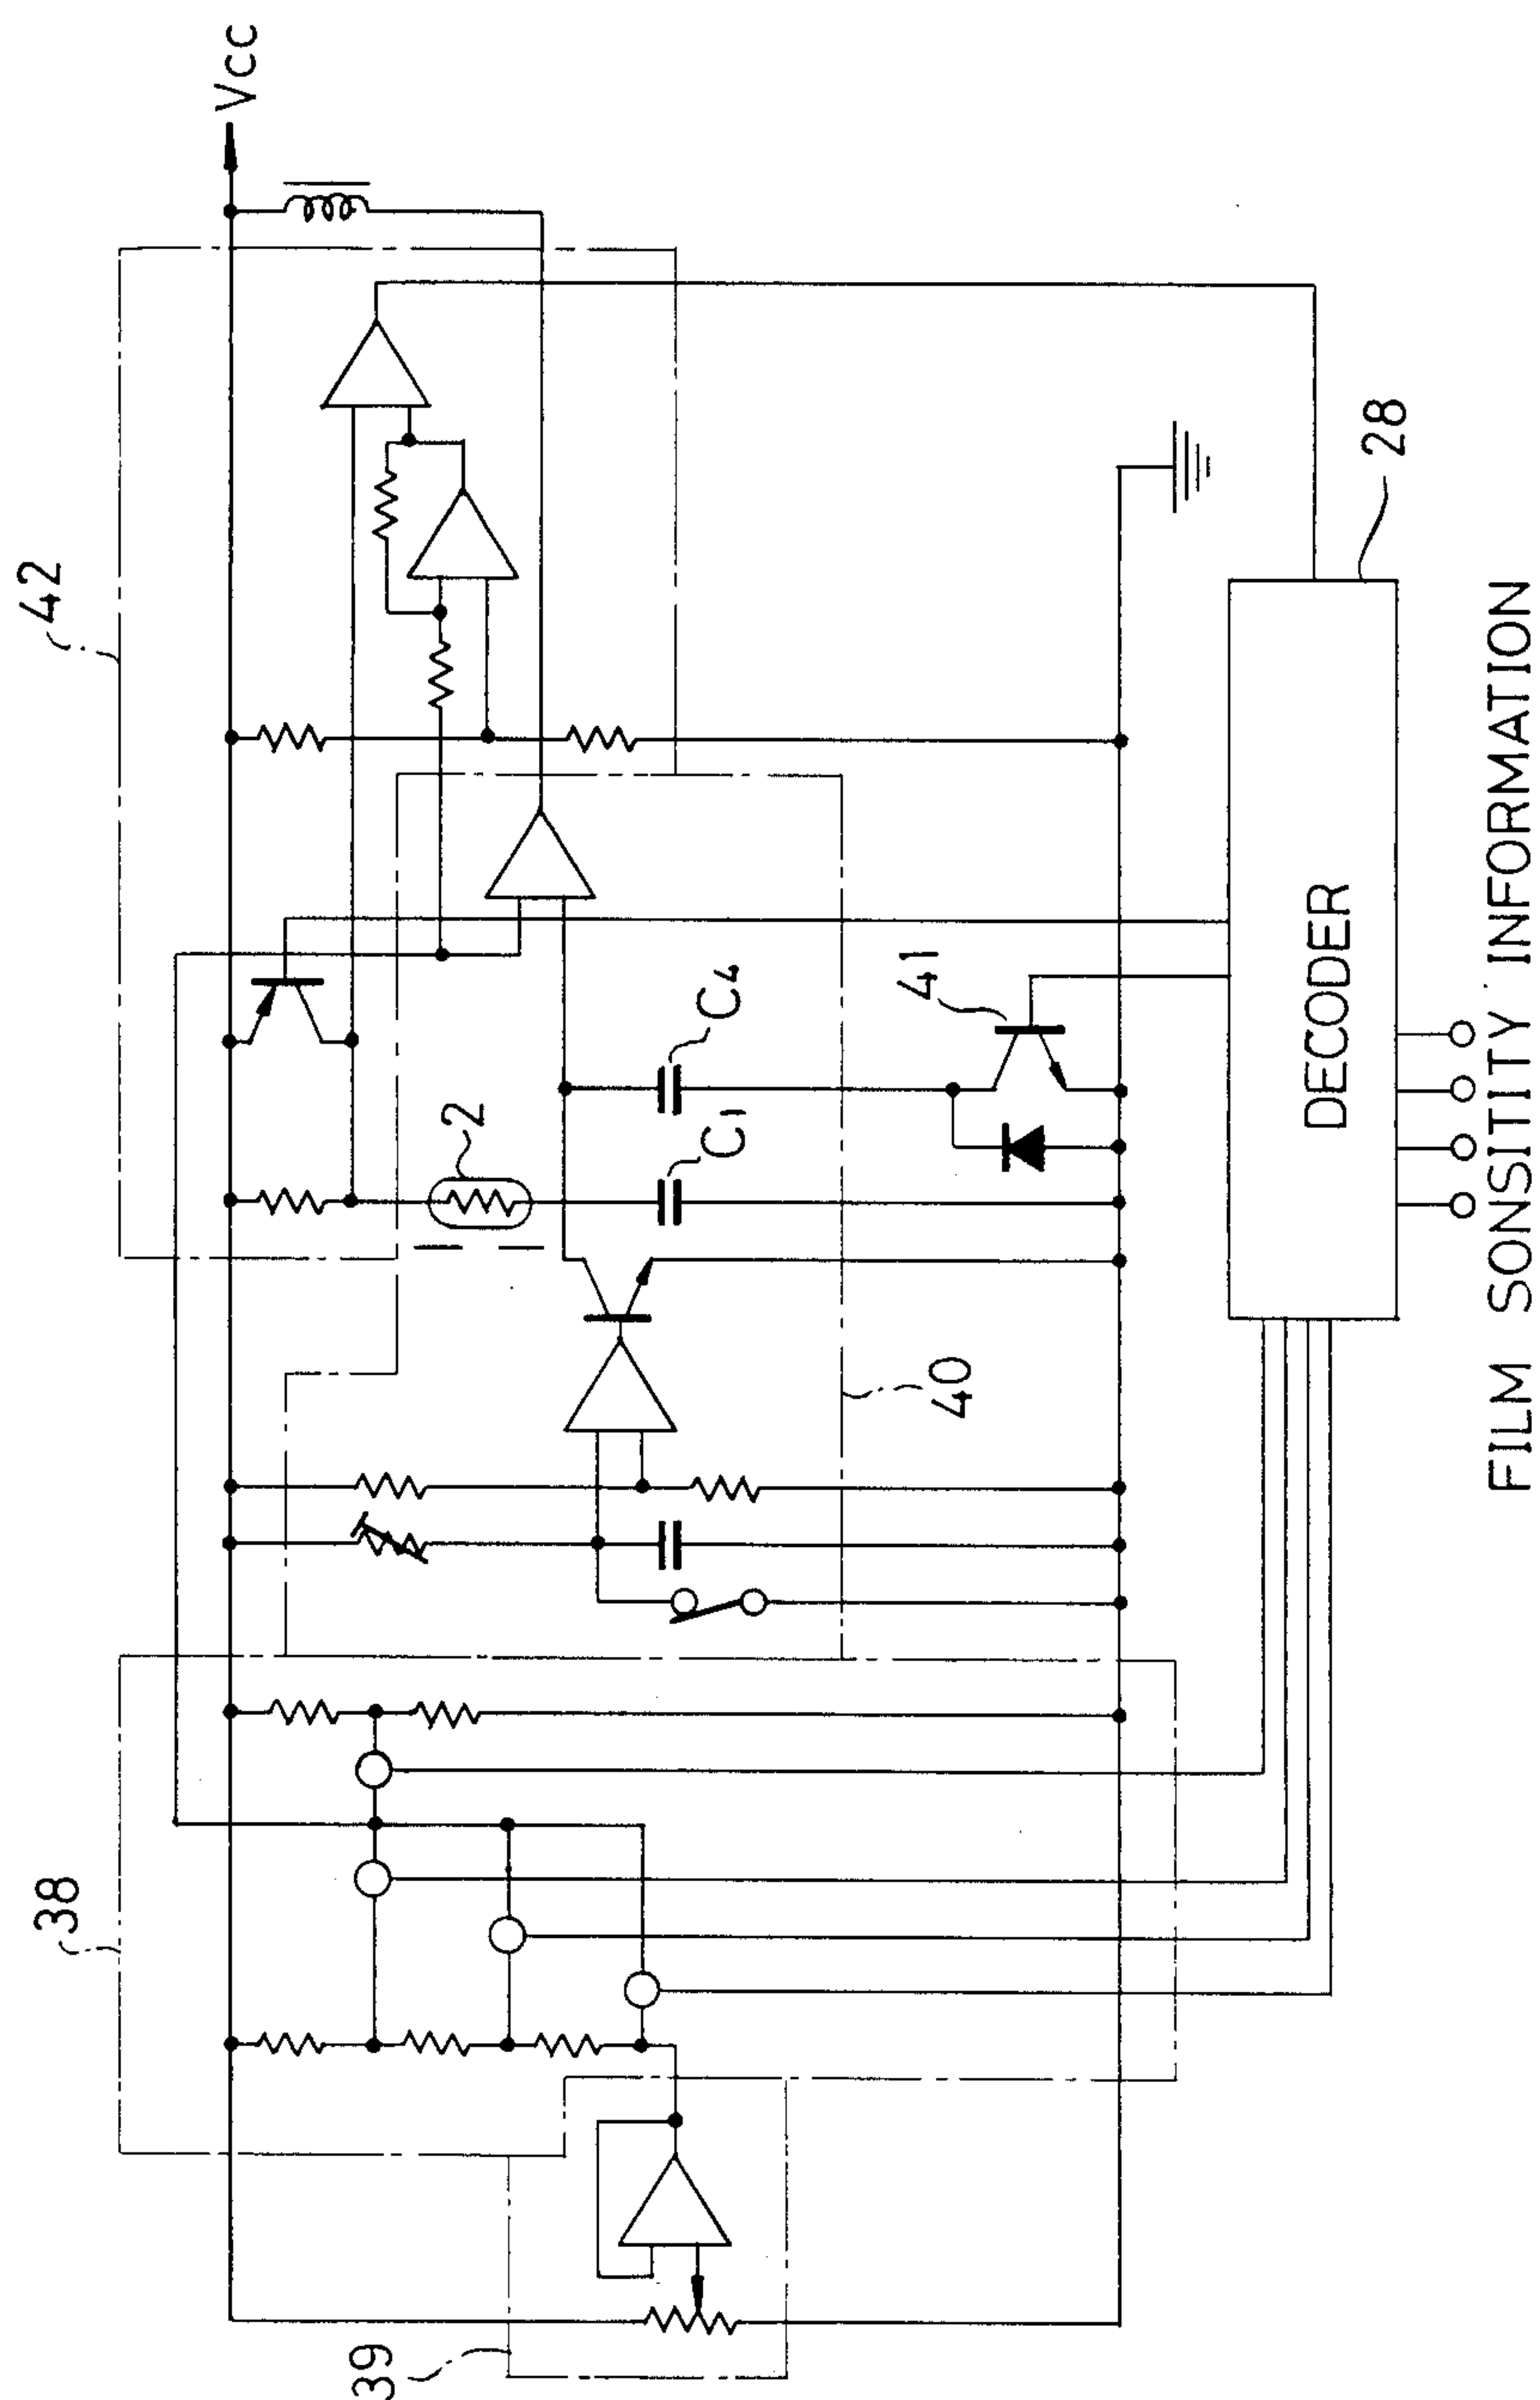 42
Vcc
2
C4
C1
41
40
38
39
28
DECODER
FILM SONSITITY INFORMATION